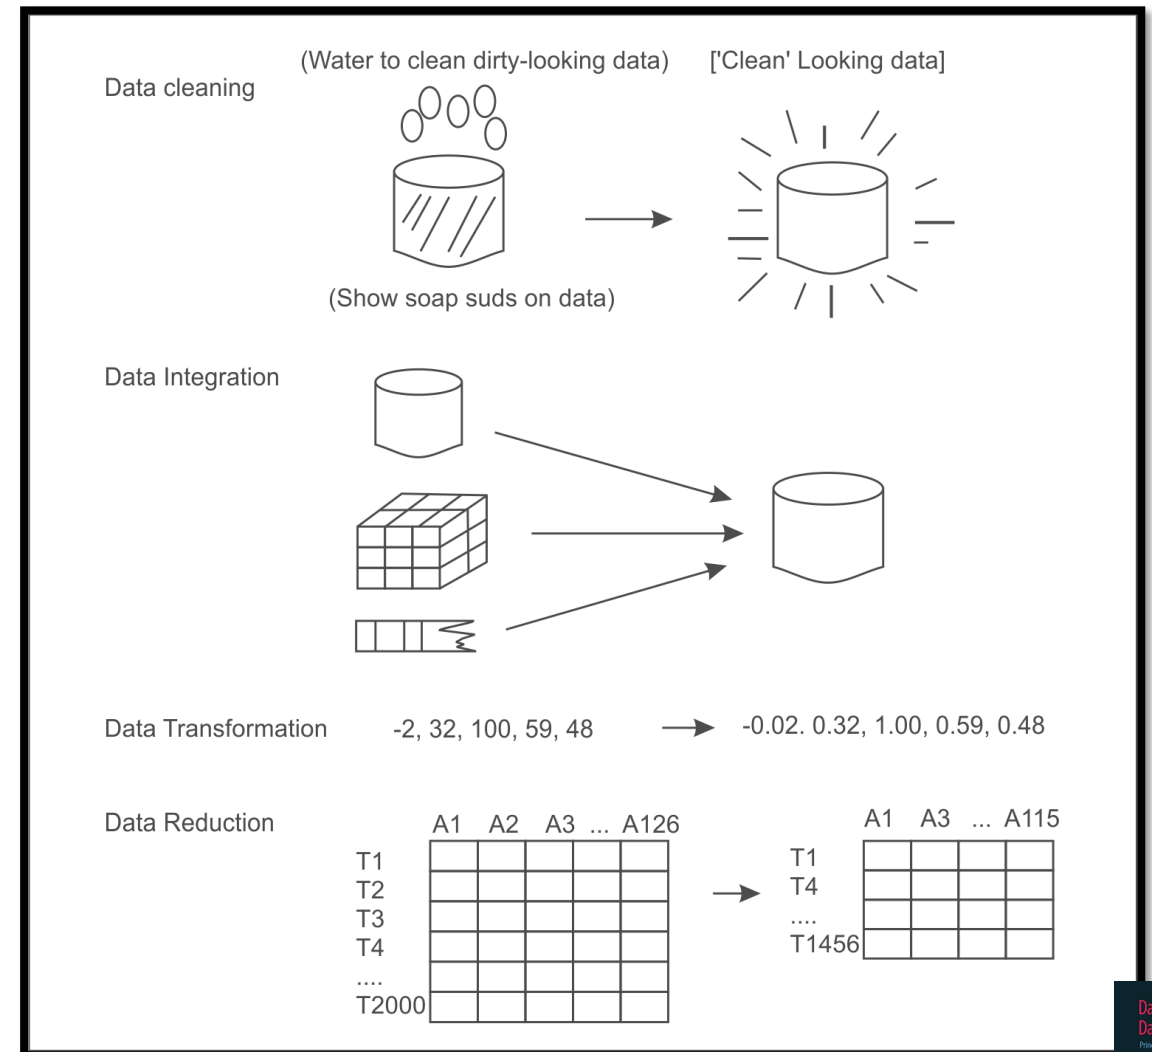 (Water to clean dirty-looking data) ['Clean' Looking data]
Data cleaning
(Show soap suds on data)
Data Integration
Data Transformation -2, 32, 100, 59, 48 -0.02. 0.32, 1.00, 0.59, 0.48
Data Reduction
A1 A2 A3 ... A126
T1
T2
T3
T4
....
T2000
A1 A3 ... A115
T1
T4
....
T1456